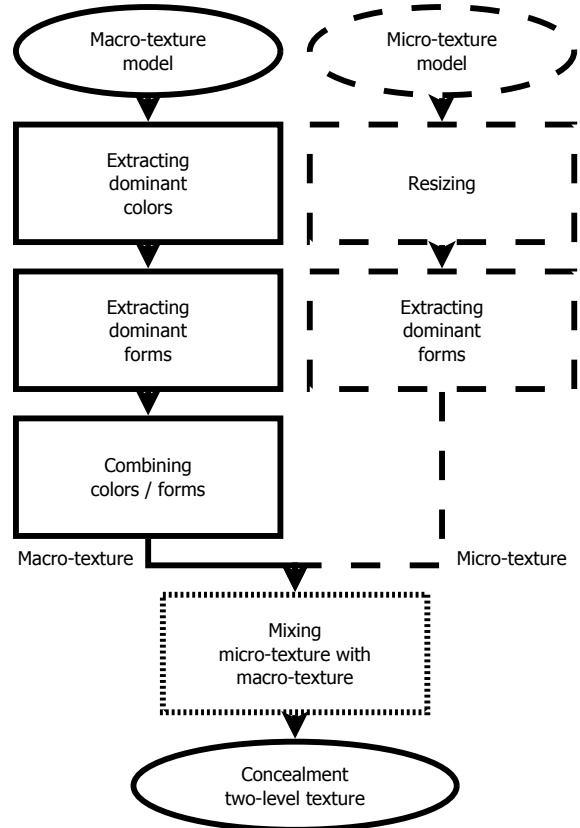 Macro-texture
model
Micro-texture
model
Extracting
dominant
colors
Resizing
Extracting
dominant
forms
Extracting
dominant
forms
Combining
colors / forms
Macro-texture
Micro-texture
Mixing
micro-texture with
macro-texture
Concealment
two-level texture